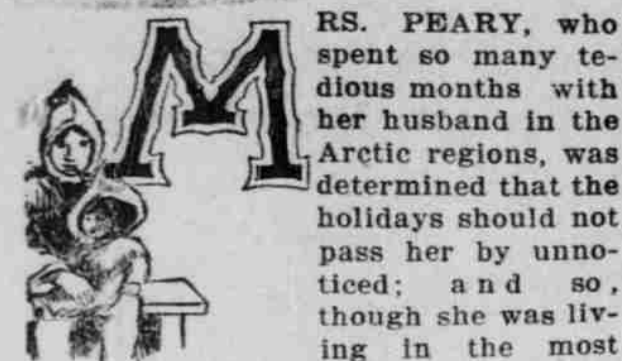 MRS. PEARY, who
spent so many te-
dious months with
her husband in the
Arctic regions, was
determined that the
holidays should not
pass her by unno-
ticed; and so,
though she was liv-
ing in the most